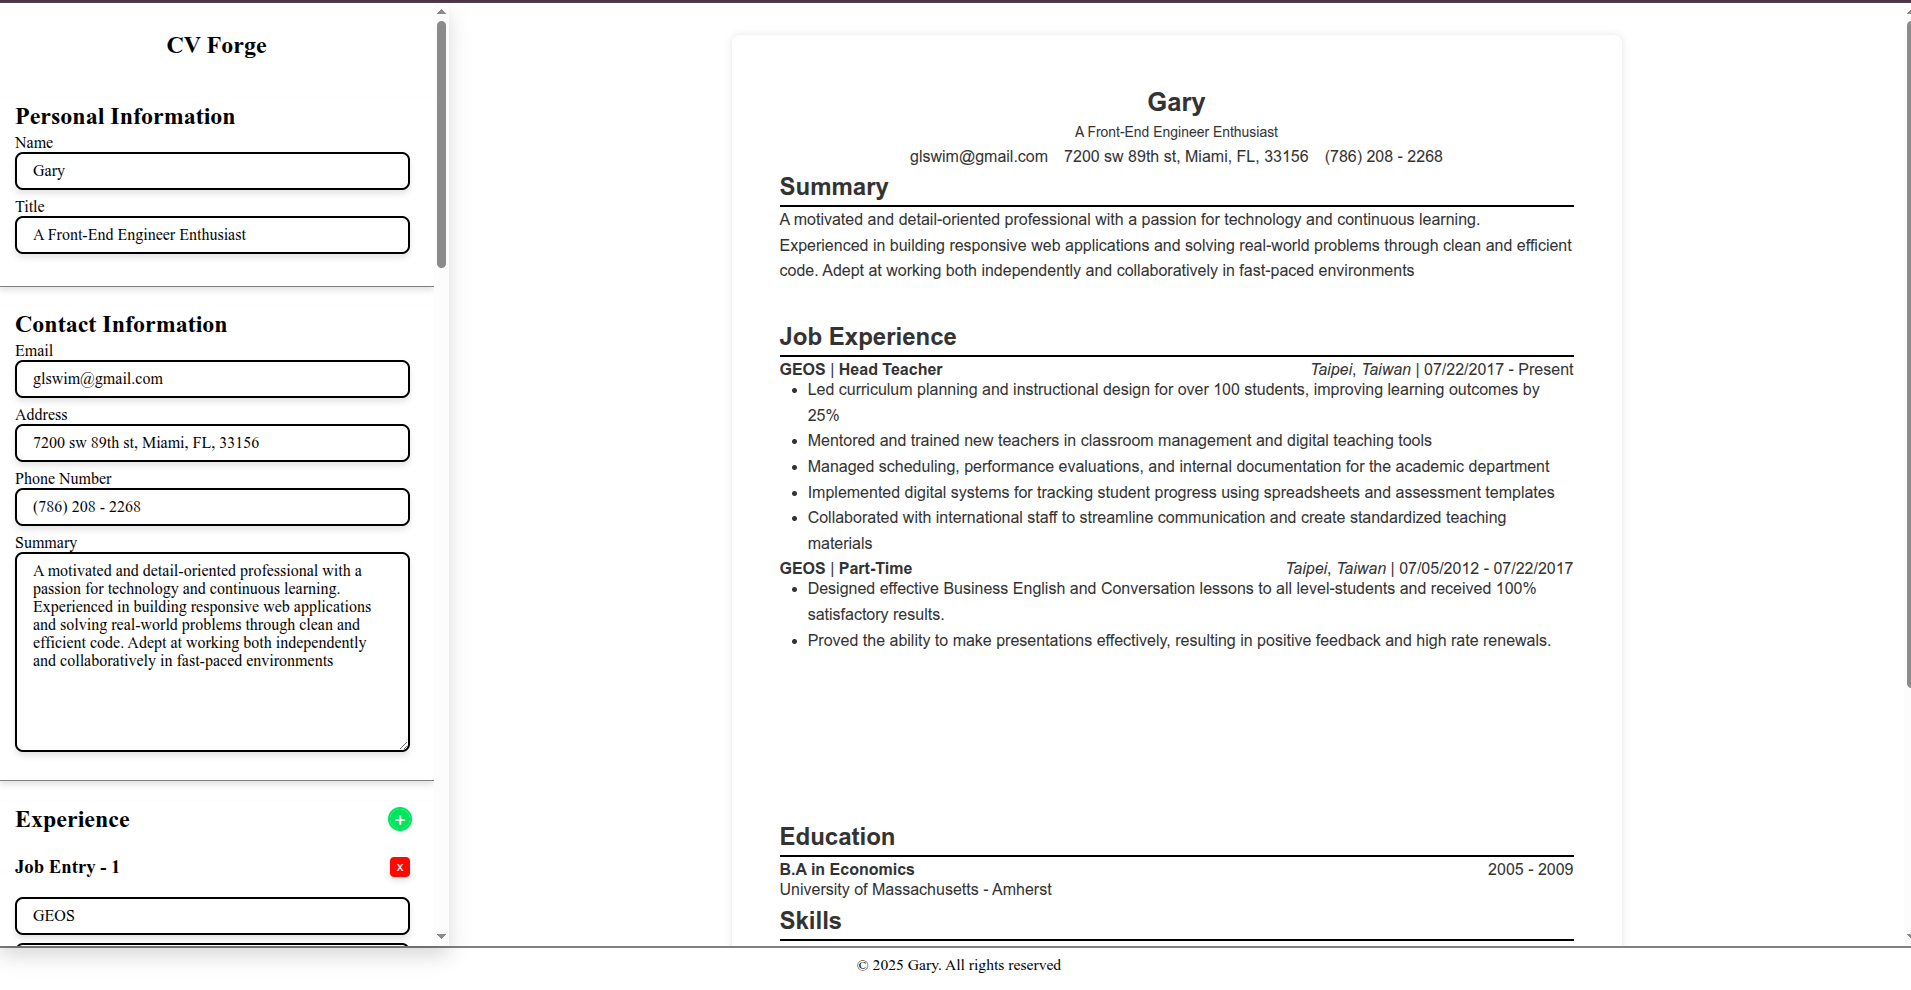 CV Forge
Personal Information
Name
Gary
Title
A Front-End Engineer Enthusiast
Contact Information
Email
glswim@gmail.com
Address
7200 sw 89th st, Miami, FL, 33156
Phone Number
(786) 208 - 2268
Summary
A motivated and detail-oriented professional with a
passion for technology and continuous learning.
Experienced in building responsive web applications
and solving real-world problems through clean and
efficient code. Adept at working both independently
and collaboratively in fast-paced environments
Experience
+
Job Entry - 1
x
GEOS
Gary
A Front-End Engineer Enthusiast
glswim@gmail.com 7200 sw 89th st, Miami, FL, 33156 (786) 208 - 2268
Summary
A motivated and detail-oriented professional with a passion for technology and continuous learning.
Experienced in building responsive web applications and solving real-world problems through clean and efficient
code. Adept at working both independently and collaboratively in fast-paced environments
Job Experience
GEOS | Head Teacher Taipei, Taiwan | 07/22/2017 - Present
• Led curriculum planning and instructional design for over 100 students, improving learning outcomes by
25%
• Mentored and trained new teachers in classroom management and digital teaching tools
• Managed scheduling, performance evaluations, and internal documentation for the academic department
• Implemented digital systems for tracking student progress using spreadsheets and assessment templates
• Collaborated with international staff to streamline communication and create standardized teaching
materials
GEOS | Part-Time Taipei, Taiwan | 07/05/2012 - 07/22/2017
• Designed effective Business English and Conversation lessons to all level-students and received 100%
satisfactory results.
• Proved the ability to make presentations effectively, resulting in positive feedback and high rate renewals.
Education
B.A in Economics 2005 - 2009
University of Massachusetts - Amherst
Skills
© 2025 Gary. All rights reserved